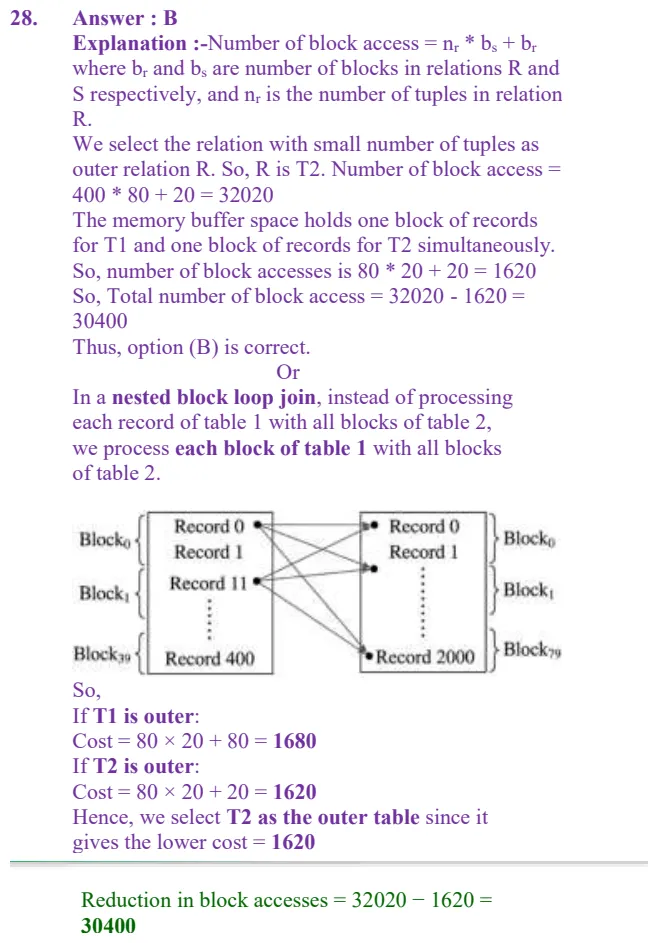 28. Answer : B
Explanation :-Number of block access = nᵣ * bₛ + bᵣ
where bᵣ and bₛ are number of blocks in relations R and
S respectively, and nᵣ is the number of tuples in relation
R.
We select the relation with small number of tuples as
outer relation R. So, R is T2. Number of block access =
400 * 80 + 20 = 32020
The memory buffer space holds one block of records
for T1 and one block of records for T2 simultaneously.
So, number of block accesses is 80 * 20 + 20 = 1620
So, Total number of block access = 32020 - 1620 =
30400
Thus, option (B) is correct.
Or
In a nested block loop join, instead of processing
each record of table 1 with all blocks of table 2,
we process each block of table 1 with all blocks
of table 2.
Block₀ Record 0 Record 0 Block₀
Record 1 Record 1
Block₁ Record 11 Block₁
Block₃₉ Record 400 Record 2000 Block₇₉
So,
If T1 is outer:
Cost = 80 × 20 + 80 = 1680
If T2 is outer:
Cost = 80 × 20 + 20 = 1620
Hence, we select T2 as the outer table since it
gives the lower cost = 1620
Reduction in block accesses = 32020 − 1620 =
30400